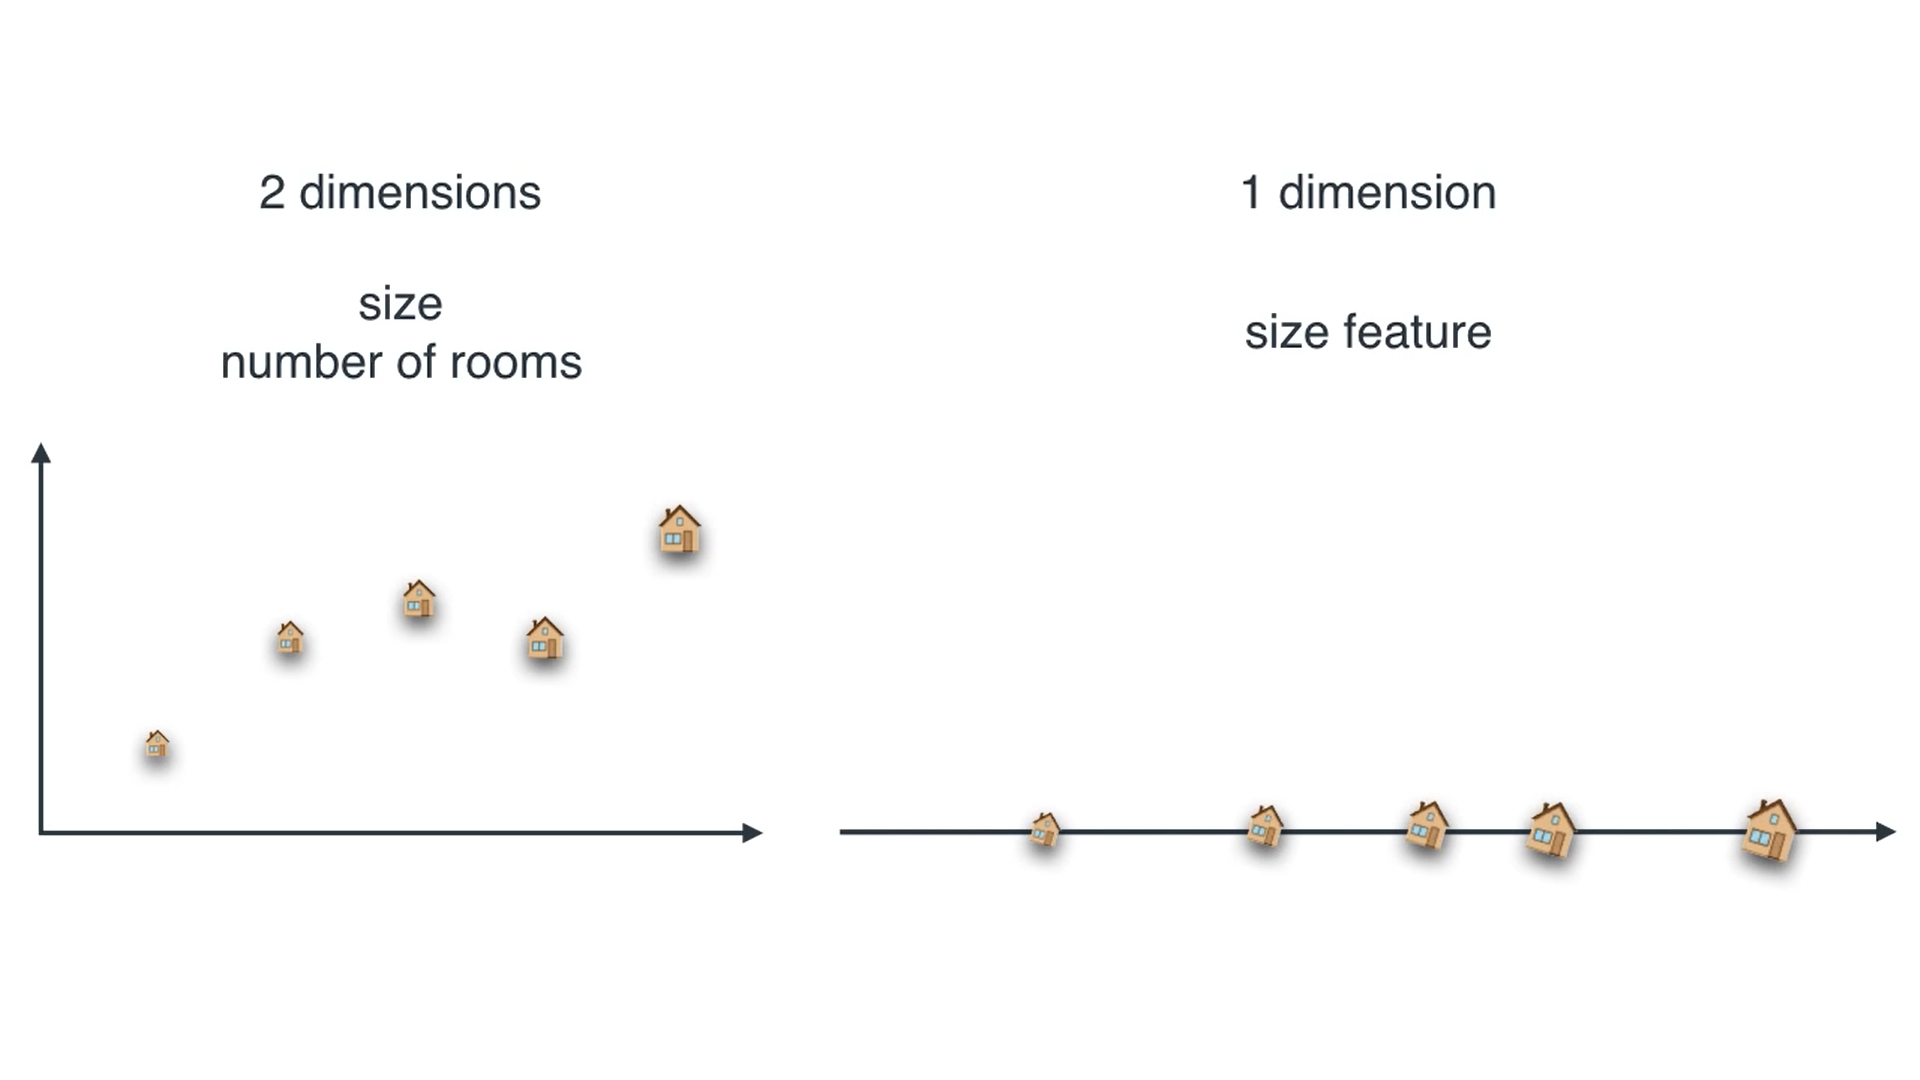 2 dimensions
size
number of rooms
1 dimension
size feature